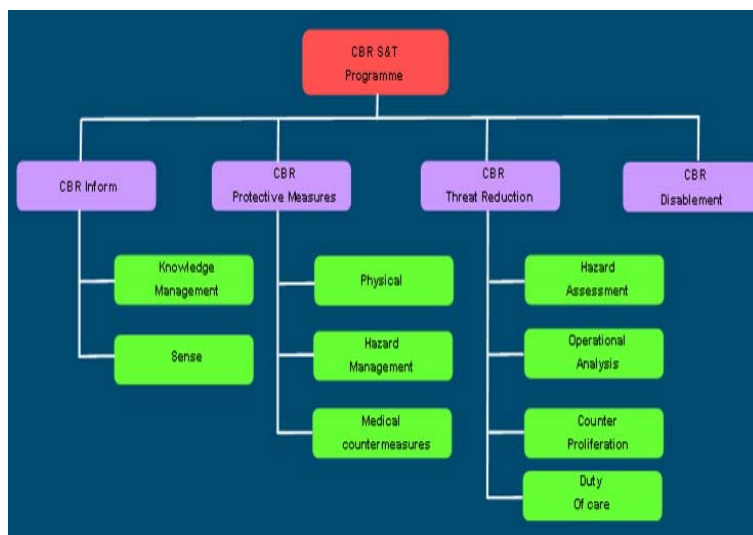 CBR S&T
Programme
CBR Inform
CBR
Protective Measures
CBR
Threat Reduction
CBR
Disablement
Knowledge
Management
Sense
Physical
Hazard
Management
Medical
countermeasures
Hazard
Assessment
Operational
Analysis
Counter
Proliferation
Duty
Of care